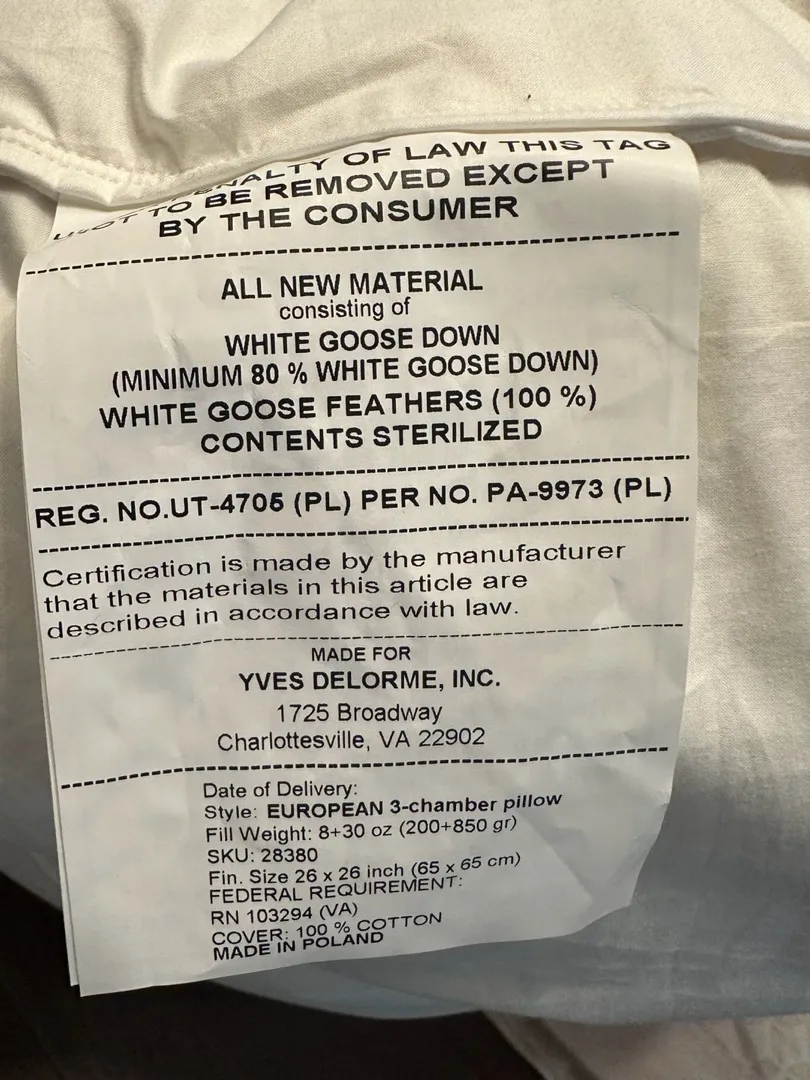 OF LAW THIS TAG
TO BE REMOVED EXCEPT
BY THE CONSUMER
ALL NEW MATERIAL
consisting of
WHITE GOOSE DOWN
(MINIMUM 80 % WHITE GOOSE DOWN)
WHITE GOOSE FEATHERS (100 %)
CONTENTS STERILIZED
REG. NO.UT-4705 (PL) PER NO. PA-9973 (PL)
Certification is made by the manufacturer
that the materials in this article are
described in accordance with law.
MADE FOR
YVES DELORME, INC.
1725 Broadway
Charlottesville, VA 22902
Date of Delivery:
Style: EUROPEAN 3-chamber pillow
Fill Weight: 8+30 oz (200+850 gr)
SKU: 28380
Fin. Size 26 x 26 inch (65 x 65 cm)
FEDERAL REQUIREMENT:
RN 103294 (VA)
COVER: 100 % COTTON
MADE IN POLAND